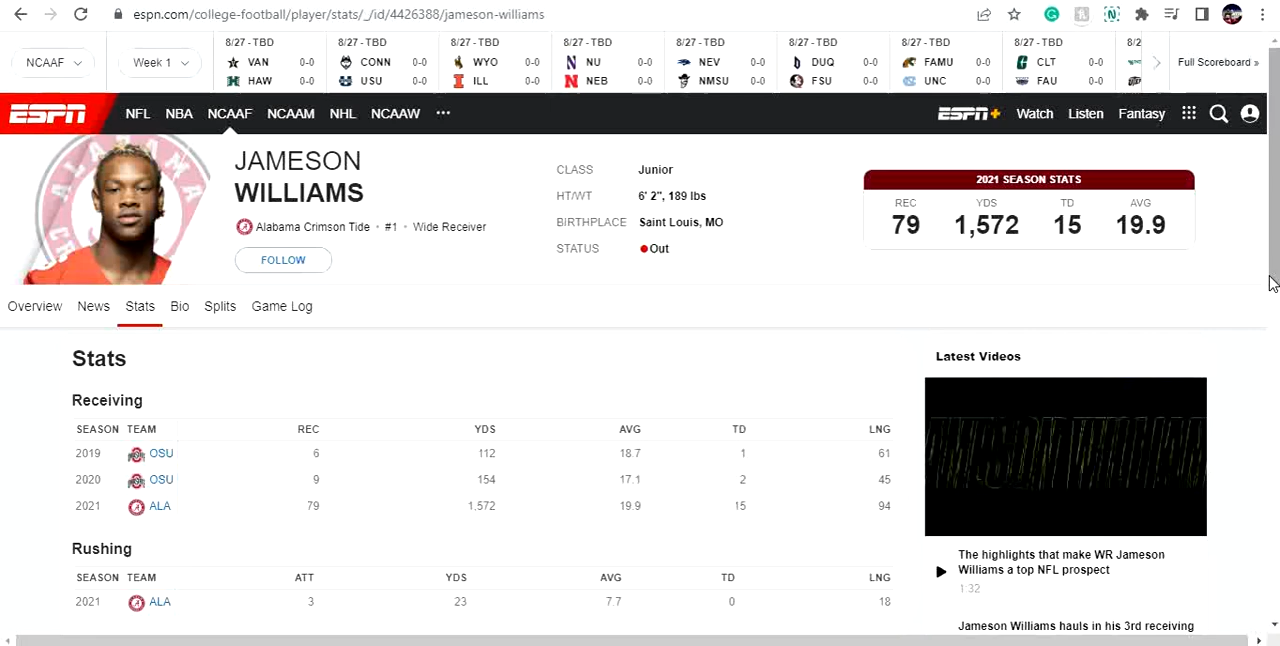 espn.com/college-football/player/stats/_/id/4426388/jameson-williams
NCAAF
Week 1
8/27 - TBD
VAN 0-0
HAW 0-0
8/27 - TBD
CONN 0-0
USU 0-0
8/27 - TBD
WYO 0-0
ILL 0-0
8/27 - TBD
NU 0-0
NEB 0-0
8/27 - TBD
NEV 0-0
NMSU 0-0
8/27 - TBD
DUQ 0-0
FSU 0-0
8/27 - TBD
FAMU 0-0
UNC 0-0
8/27 - TBD
CLT 0-0
FAU 0-0
8/2
Full Scoreboard »
ESPN NFL NBA NCAAF NCAAM NHL NCAAW ··· ESPN+ Watch Listen Fantasy
JAMESON
WILLIAMS
Alabama Crimson Tide • #1 • Wide Receiver
FOLLOW
CLASS Junior
HT/WT 6' 2", 189 lbs
BIRTHPLACE Saint Louis, MO
STATUS Out
2021 SEASON STATS
REC YDS TD AVG
79 1,572 15 19.9
Overview News Stats Bio Splits Game Log
Stats
Receiving
SEASON TEAM REC YDS AVG TD LNG
2019 OSU 6 112 18.7 1 61
2020 OSU 9 154 17.1 2 45
2021 ALA 79 1,572 19.9 15 94
Rushing
SEASON TEAM ATT YDS AVG TD LNG
2021 ALA 3 23 7.7 0 18
Latest Videos
The highlights that make WR Jameson
Williams a top NFL prospect
1:32
Jameson Williams hauls in his 3rd receiving